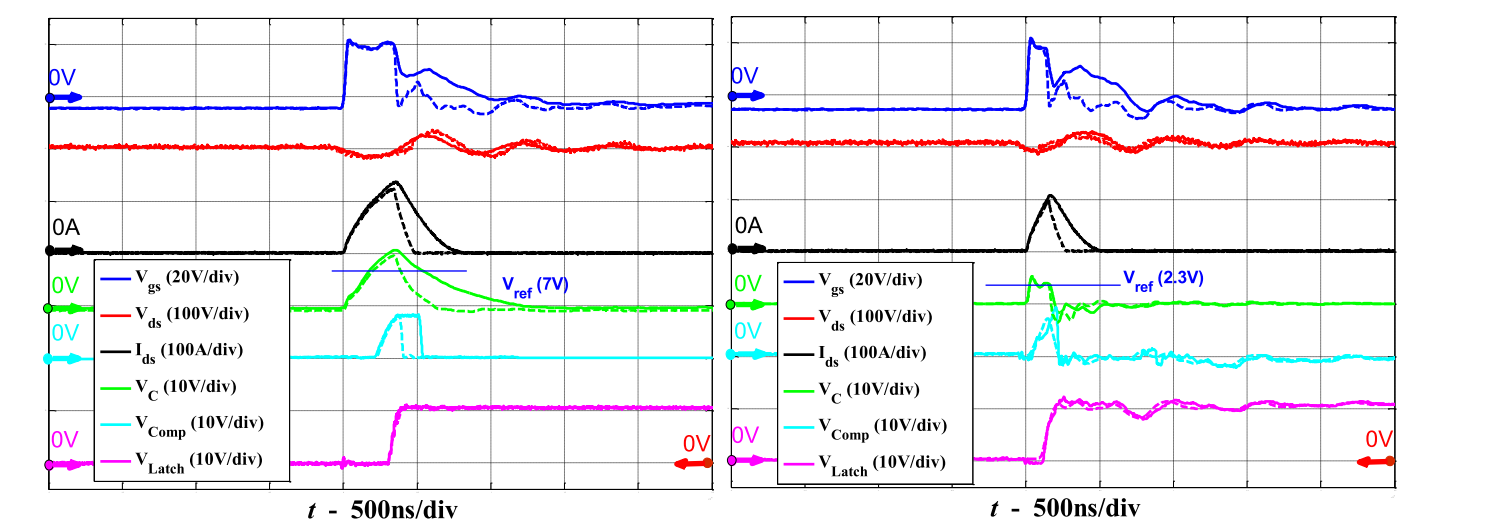 0V
0A
0V
0V
0V
0V
V_ref (7V)
V_gs (20V/div)
V_ds (100V/div)
I_ds (100A/div)
V_C (10V/div)
V_Comp (10V/div)
V_Latch (10V/div)
t - 500ns/div
0V
0A
0V
0V
0V
0V
V_ref (2.3V)
V_gs (20V/div)
V_ds (100V/div)
I_ds (100A/div)
V_C (10V/div)
V_Comp (10V/div)
V_Latch (10V/div)
t - 500ns/div